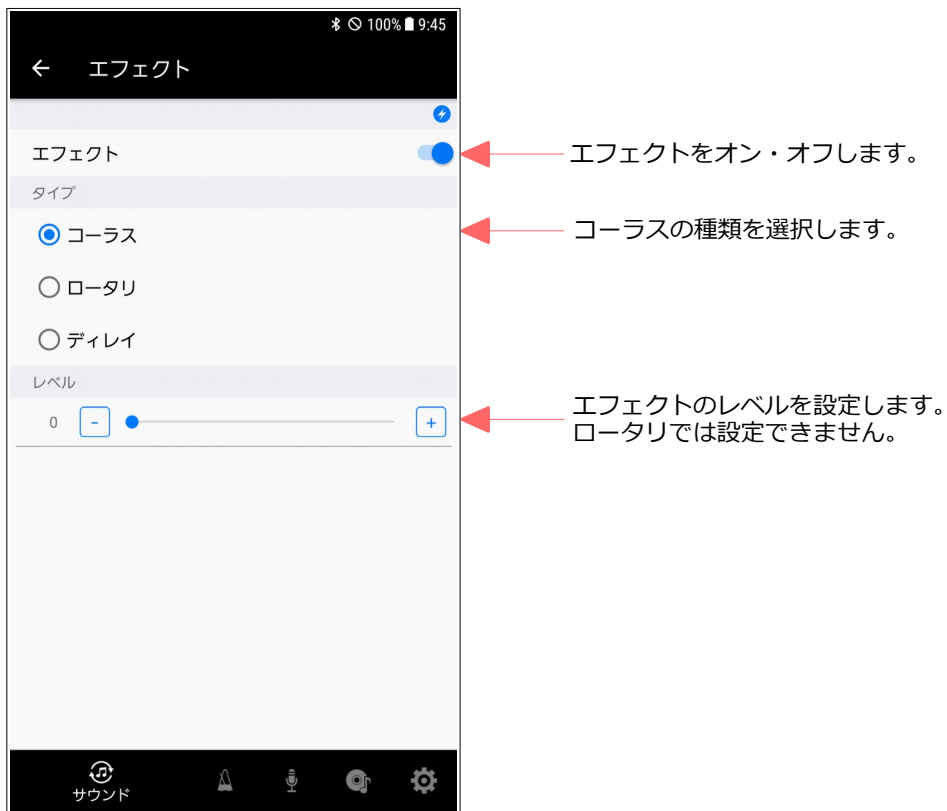 100% 9:45
エフェクト
エフェクト
エフェクトをオン・オフします。
タイプ
コーラス
コーラスの種類を選択します。
ロータリ
ディレイ
レベル
0 - +
エフェクトのレベルを設定します。
ロータリでは設定できません。
サウンド